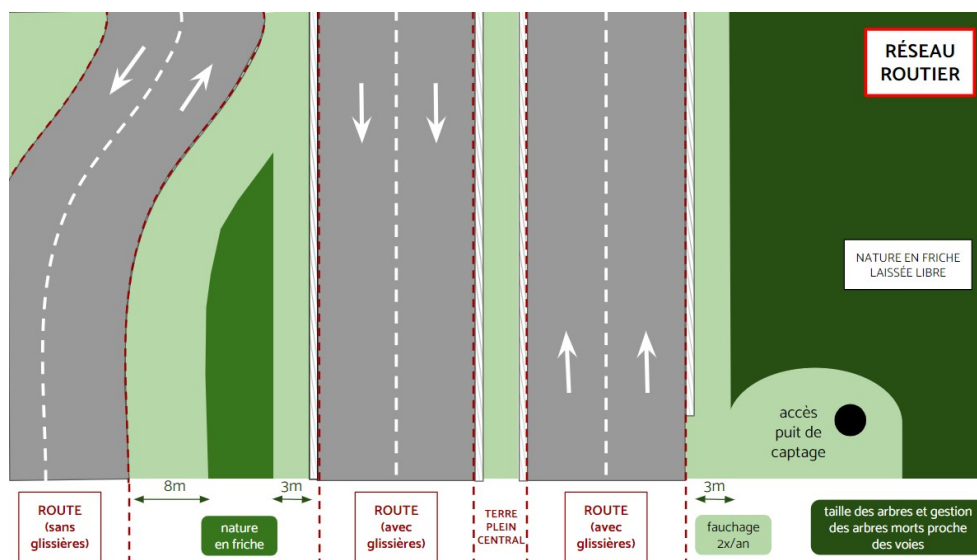 RÉSEAU
ROUTIER
NATURE EN FRICHE
LAISSÉE LIBRE
accès
puit de
captage
8m
3m
3m
ROUTE
(sans
glissières)
nature
en friche
ROUTE
(avec
glissières)
TERRE
PLEIN
CENTRAL
ROUTE
(avec
glissières)
fauchage
2x/an
taille des arbres et gestion
des arbres morts proche
des voies